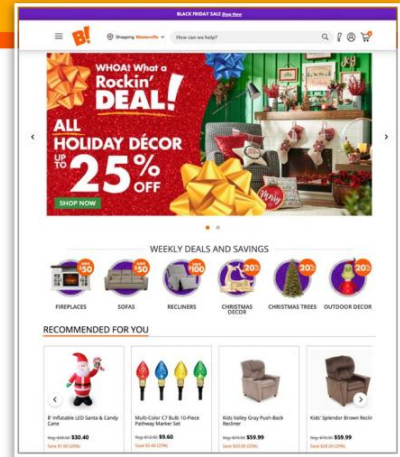 BLACK FRIDAY SALE Shop Now
B!
Shopping Westerville
How can we help?
WHOA! What a
Rockin'
DEAL!
ALL
HOLIDAY DÉCOR
UP TO 25% OFF
SHOP NOW
Merry
WEEKLY DEALS AND SAVINGS
$50
$50
$100
20%
20%
20%
FIREPLACES
SOFAS
RECLINERS
CHRISTMAS DECOR
CHRISTMAS TREES
OUTDOOR DECOR
RECOMMENDED FOR YOU
8' Inflatable LED Santa & Candy
Cane
$30.40
Multi-Color C7 Bulb 10-Piece
Pathway Marker Set
$9.60
Kids Valley Gray Push-Back
Recliner
$59.99
Kids' Splendor Brown Reclin
$59.99